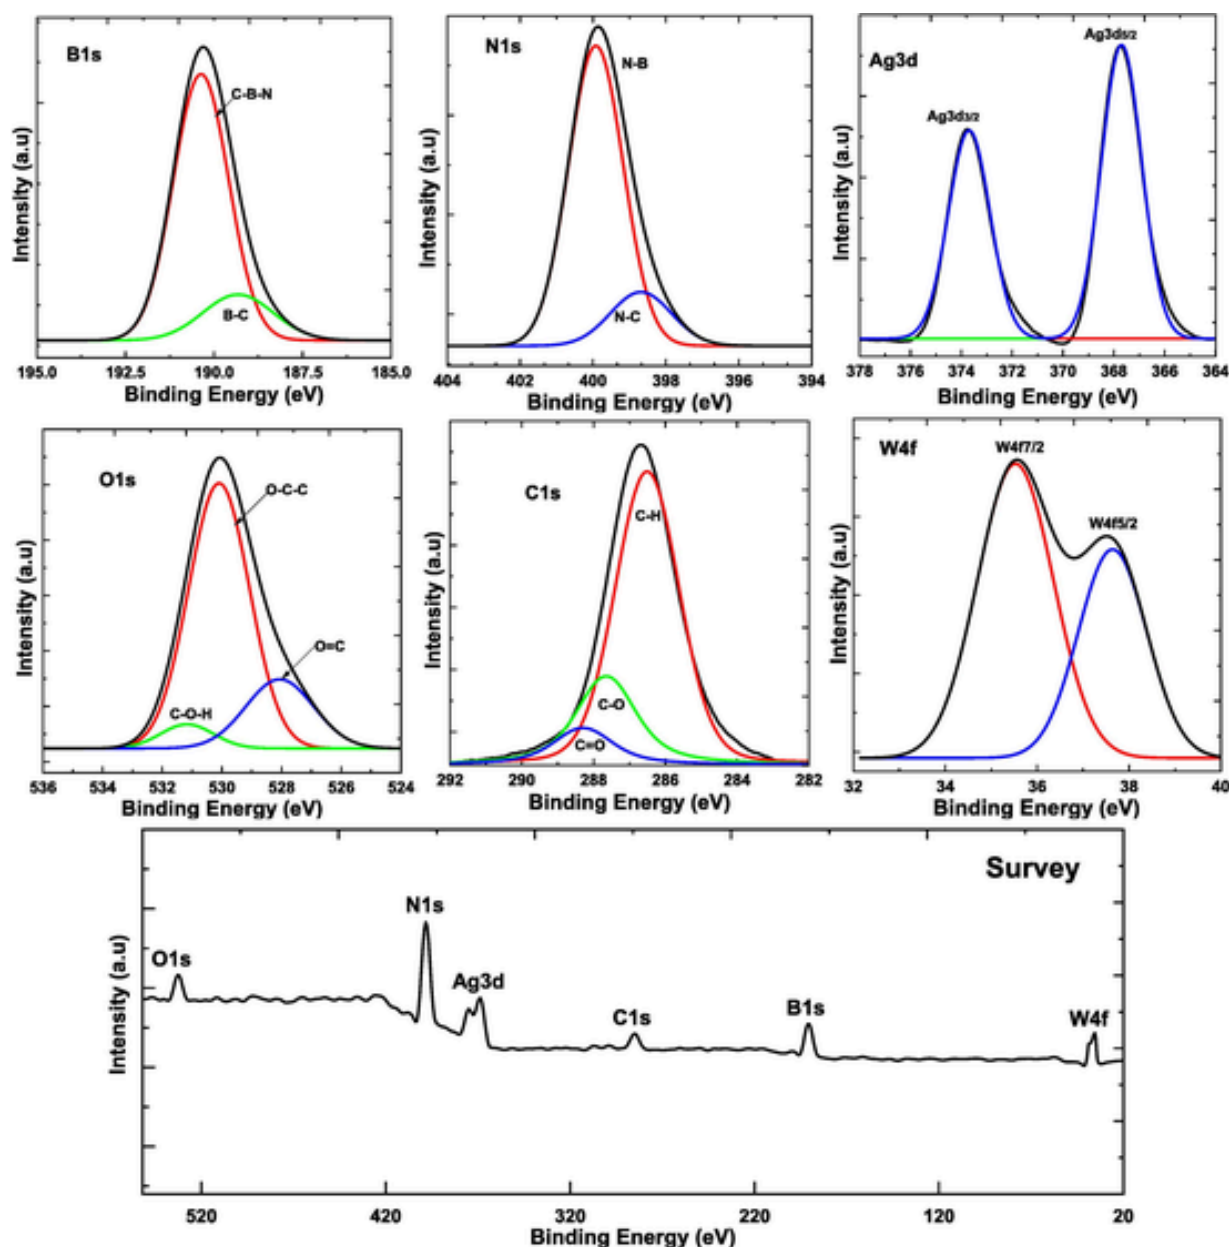 B1s
C-B-N
B-C
Intensity (a.u)
195.0 192.5 190.0 187.5 185.0
Binding Energy (eV)
N1s
N-B
N-C
Intensity (a.u)
404 402 400 398 396 394
Binding Energy (eV)
Ag3d
Ag3d5/2
Ag3d3/2
Intensity (a.u)
378 376 374 372 370 368 366 364
Binding Energy (eV)
O1s
O-C-C
O=C
C-O-H
Intensity (a.u)
536 534 532 530 528 526 524
Binding Energy (eV)
C1s
C-H
C-O
C=O
Intensity (a.u)
292 290 288 286 284 282
Binding Energy (eV)
W4f
W4f7/2
W4f5/2
Intensity (a.u)
32 34 36 38 40
Binding Energy (eV)
Survey
O1s
N1s
Ag3d
C1s
B1s
W4f
Intensity (a.u)
520 420 320 220 120 20
Binding Energy (eV)